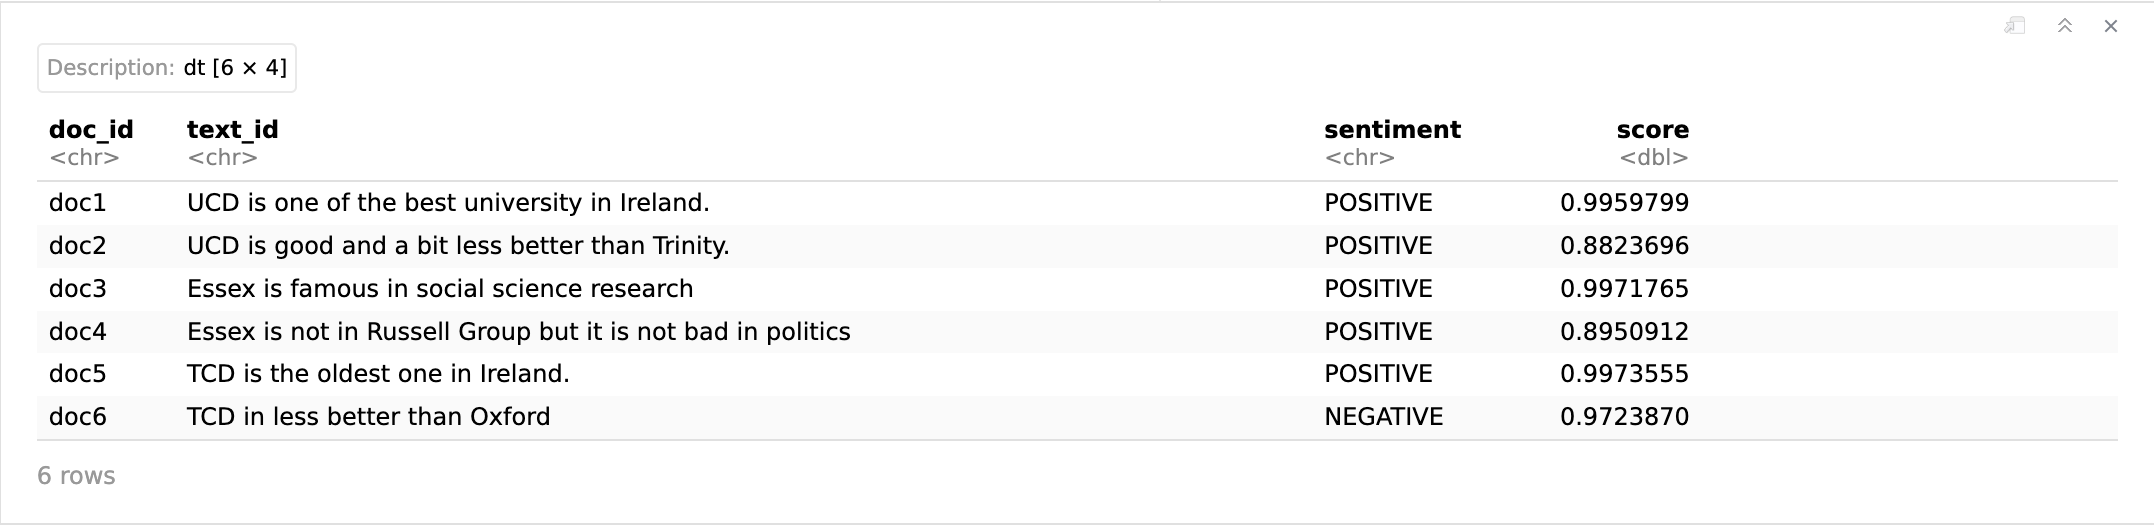 Description: dt [6 × 4]
doc_id text_id sentiment score
<chr> <chr> <chr> <dbl>
doc1 UCD is one of the best university in Ireland. POSITIVE 0.9959799
doc2 UCD is good and a bit less better than Trinity. POSITIVE 0.8823696
doc3 Essex is famous in social science research POSITIVE 0.9971765
doc4 Essex is not in Russell Group but it is not bad in politics POSITIVE 0.8950912
doc5 TCD is the oldest one in Ireland. POSITIVE 0.9973555
doc6 TCD in less better than Oxford NEGATIVE 0.9723870
6 rows